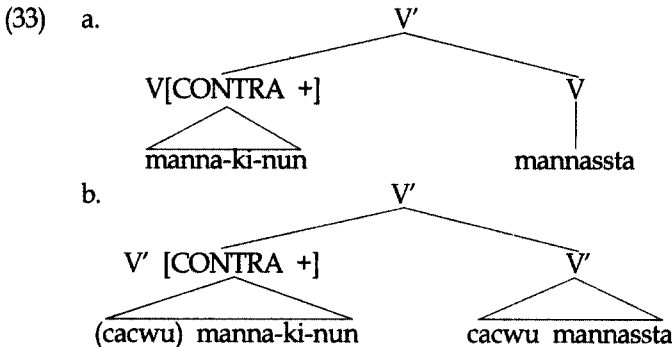 (33) a. V'
V[CONTRA +] V
manna-ki-nun mannassta
b. V'
V' [CONTRA +] V'
(cacwu) manna-ki-nun cacwu mannassta